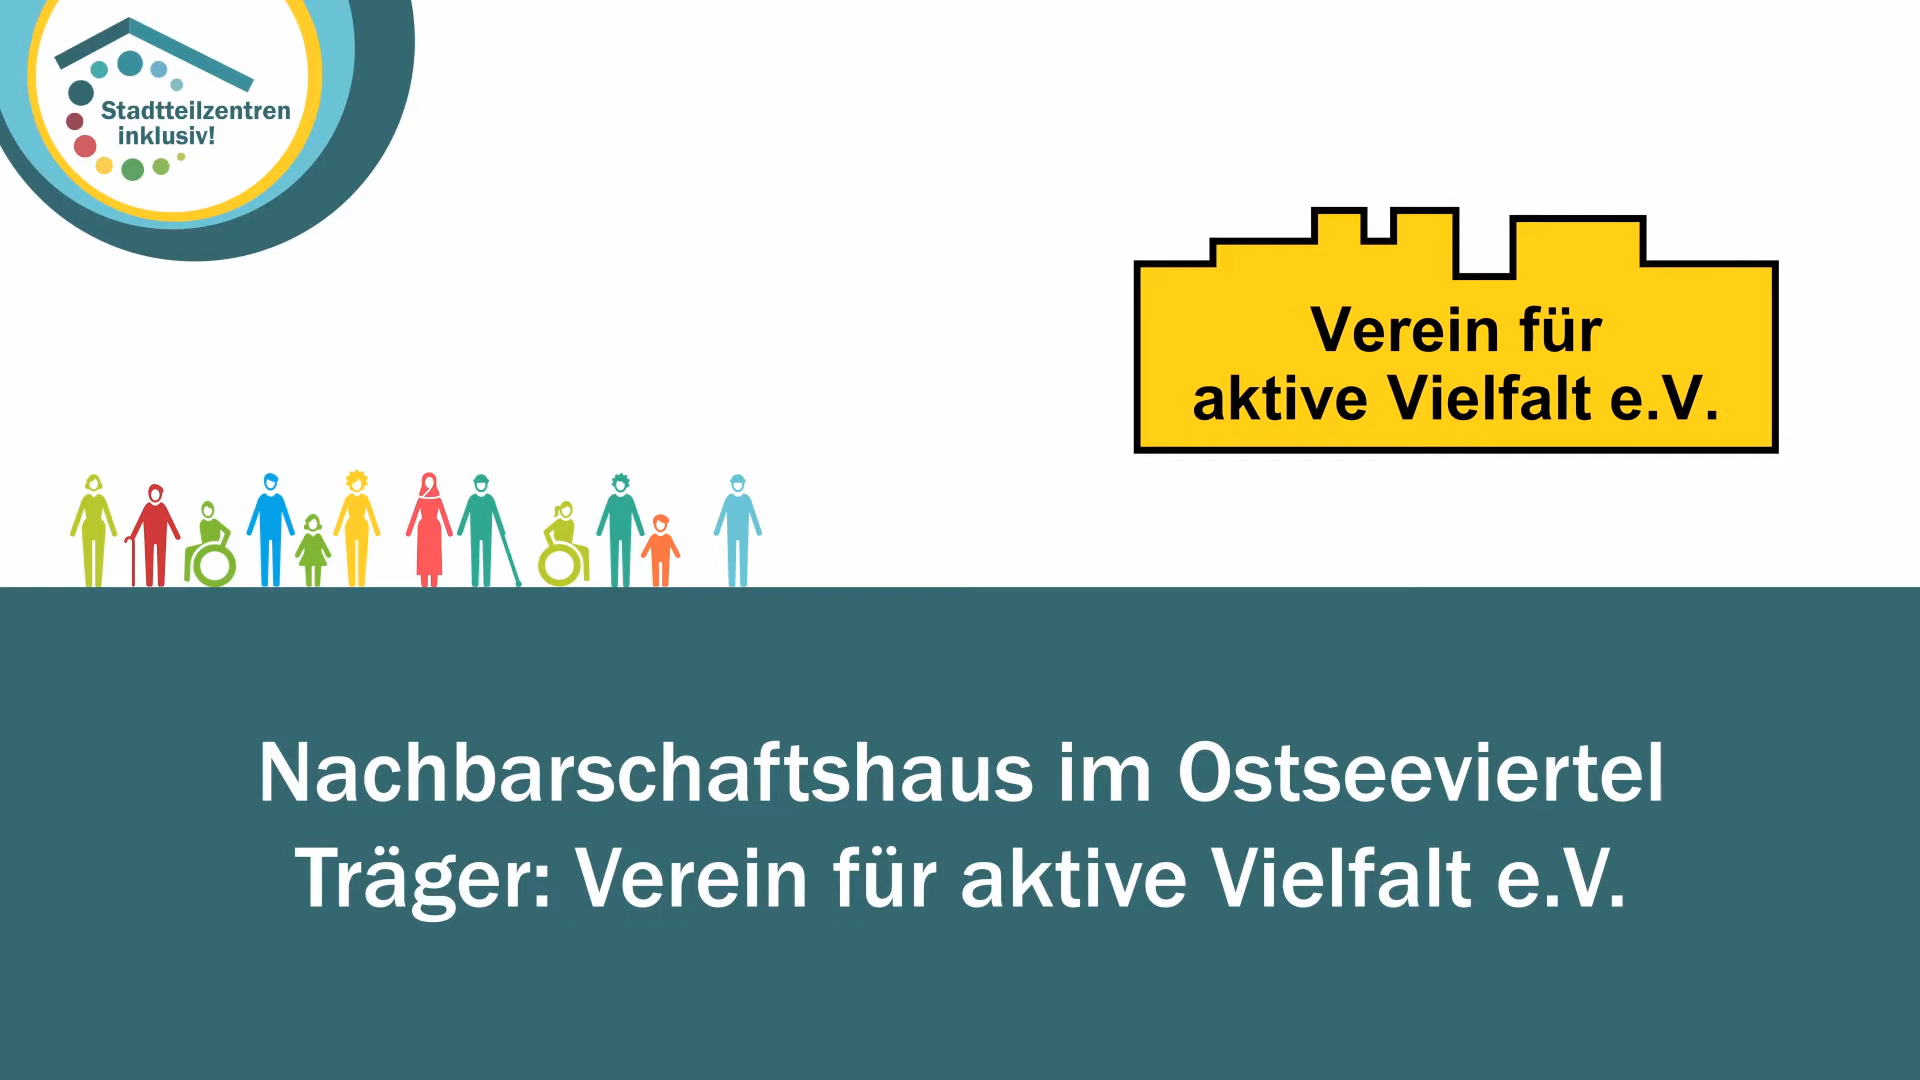 Stadtteilzentren
inklusiv!
Verein für
aktive Vielfalt e.V.
Nachbarschaftshaus im Ostseeviertel
Träger: Verein für aktive Vielfalt e.V.